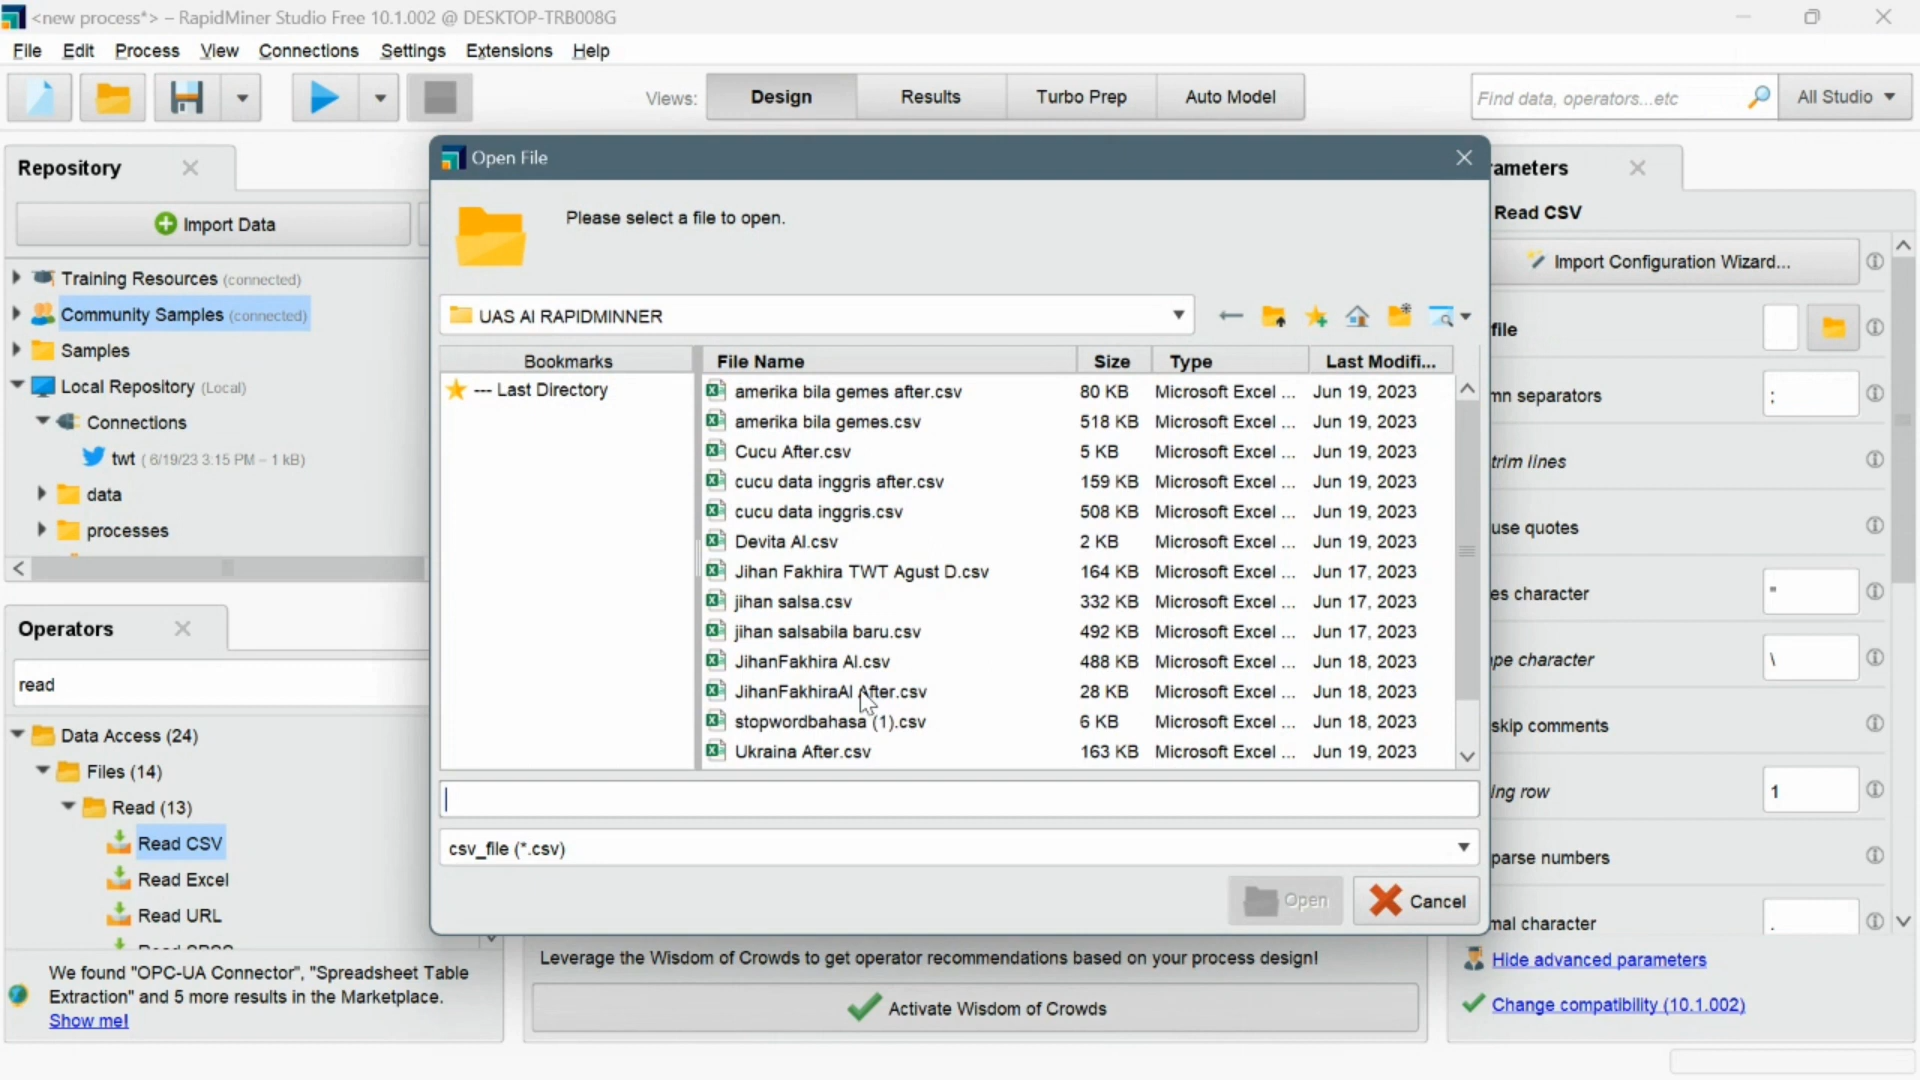 <new process*> – RapidMiner Studio Free 10.1.002 @ DESKTOP-TRB008G
File Edit Process View Connections Settings Extensions Help
Views: Design Results Turbo Prep Auto Model Find data, operators...etc All Studio
Repository
Import Data
Training Resources (connected)
Community Samples (connected)
Samples
Local Repository (Local)
Connections
twt ( 6/19/23 3:15 PM – 1 kB)
data
processes
Operators
read
Data Access (24)
Files (14)
Read (13)
Read CSV
Read Excel
Read URL
We found "OPC-UA Connector", "Spreadsheet Table
Extraction" and 5 more results in the Marketplace.
Show me!
Open File
Please select a file to open.
UAS AI RAPIDMINNER
Bookmarks File Name Size Type Last Modifi...
--- Last Directory
amerika bila gemes after.csv 80 KB Microsoft Excel ... Jun 19, 2023
amerika bila gemes.csv 518 KB Microsoft Excel ... Jun 19, 2023
Cucu After.csv 5 KB Microsoft Excel ... Jun 19, 2023
cucu data inggris after.csv 159 KB Microsoft Excel ... Jun 19, 2023
cucu data inggris.csv 508 KB Microsoft Excel ... Jun 19, 2023
Devita AI.csv 2 KB Microsoft Excel ... Jun 19, 2023
Jihan Fakhira TWT Agust D.csv 164 KB Microsoft Excel ... Jun 17, 2023
jihan salsa.csv 332 KB Microsoft Excel ... Jun 17, 2023
jihan salsabila baru.csv 492 KB Microsoft Excel ... Jun 17, 2023
JihanFakhira AI.csv 488 KB Microsoft Excel ... Jun 18, 2023
JihanFakhiraAI After.csv 28 KB Microsoft Excel ... Jun 18, 2023
stopwordbahasa (1).csv 6 KB Microsoft Excel ... Jun 18, 2023
Ukraina After.csv 163 KB Microsoft Excel ... Jun 19, 2023
csv_file (*.csv)
Open Cancel
Leverage the Wisdom of Crowds to get operator recommendations based on your process design!
Activate Wisdom of Crowds
ameters
Read CSV
Import Configuration Wizard...
file
mn separators ;
trim lines
use quotes
es character "
pe character \
skip comments
ing row 1
parse numbers
mal character .
Hide advanced parameters
Change compatibility (10.1.002)